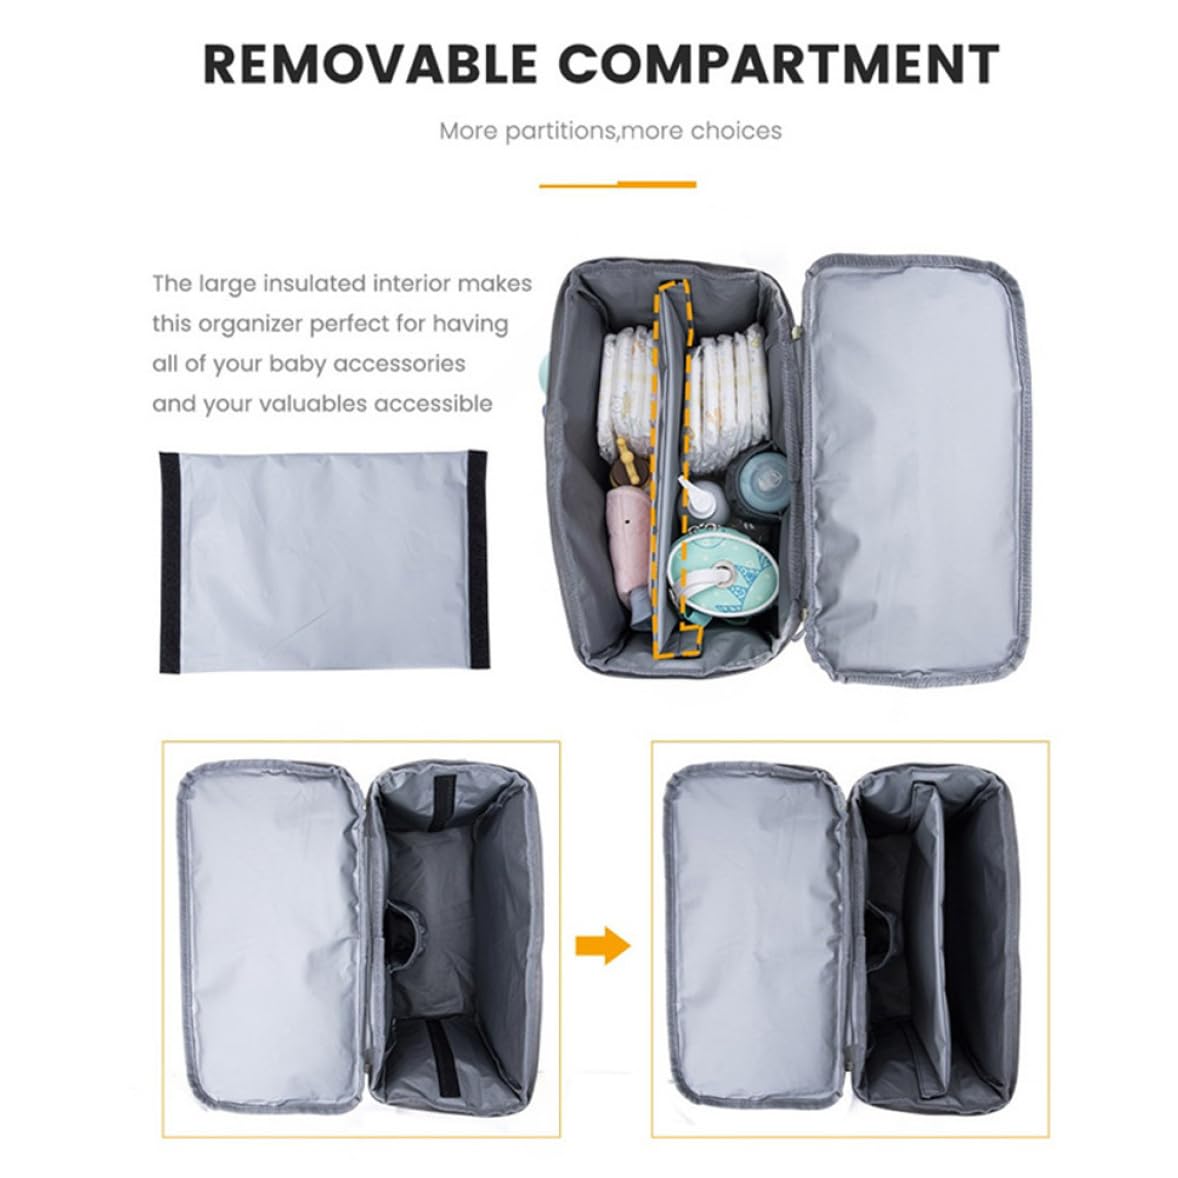 REMOVABLE COMPARTMENT
More partitions,more choices
The large insulated interior makes
this organizer perfect for having
all of your baby accessories
and your valuables accessible